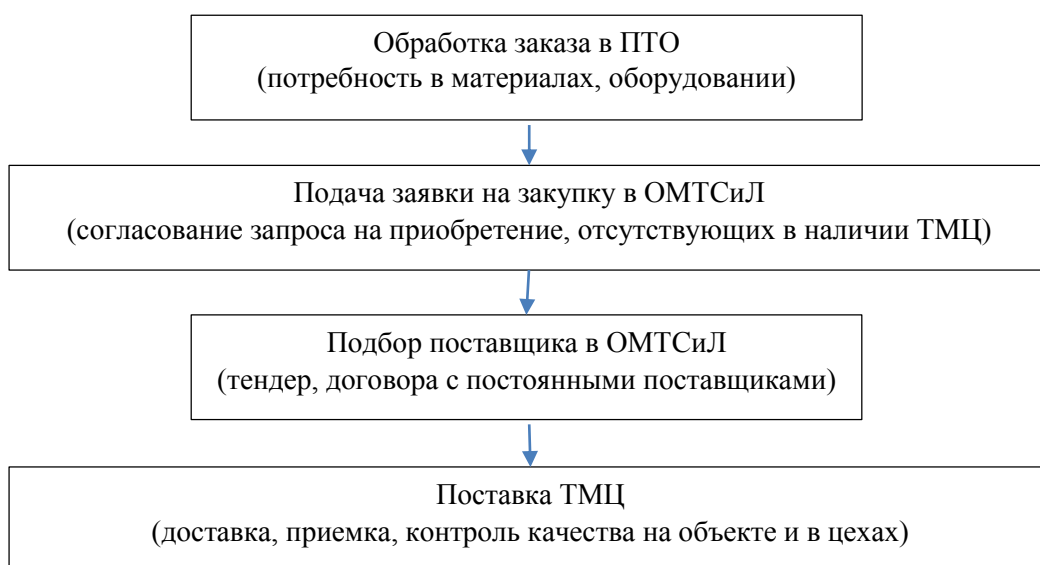 Обработка заказа в ПТО
(потребность в материалах, оборудовании)
Подача заявки на закупку в ОМТСиЛ
(согласование запроса на приобретение, отсутствующих в наличии ТМЦ)
Подбор поставщика в ОМТСиЛ
(тендер, договора с постоянными поставщиками)
Поставка ТМЦ
(доставка, приемка, контроль качества на объекте и в цехах)